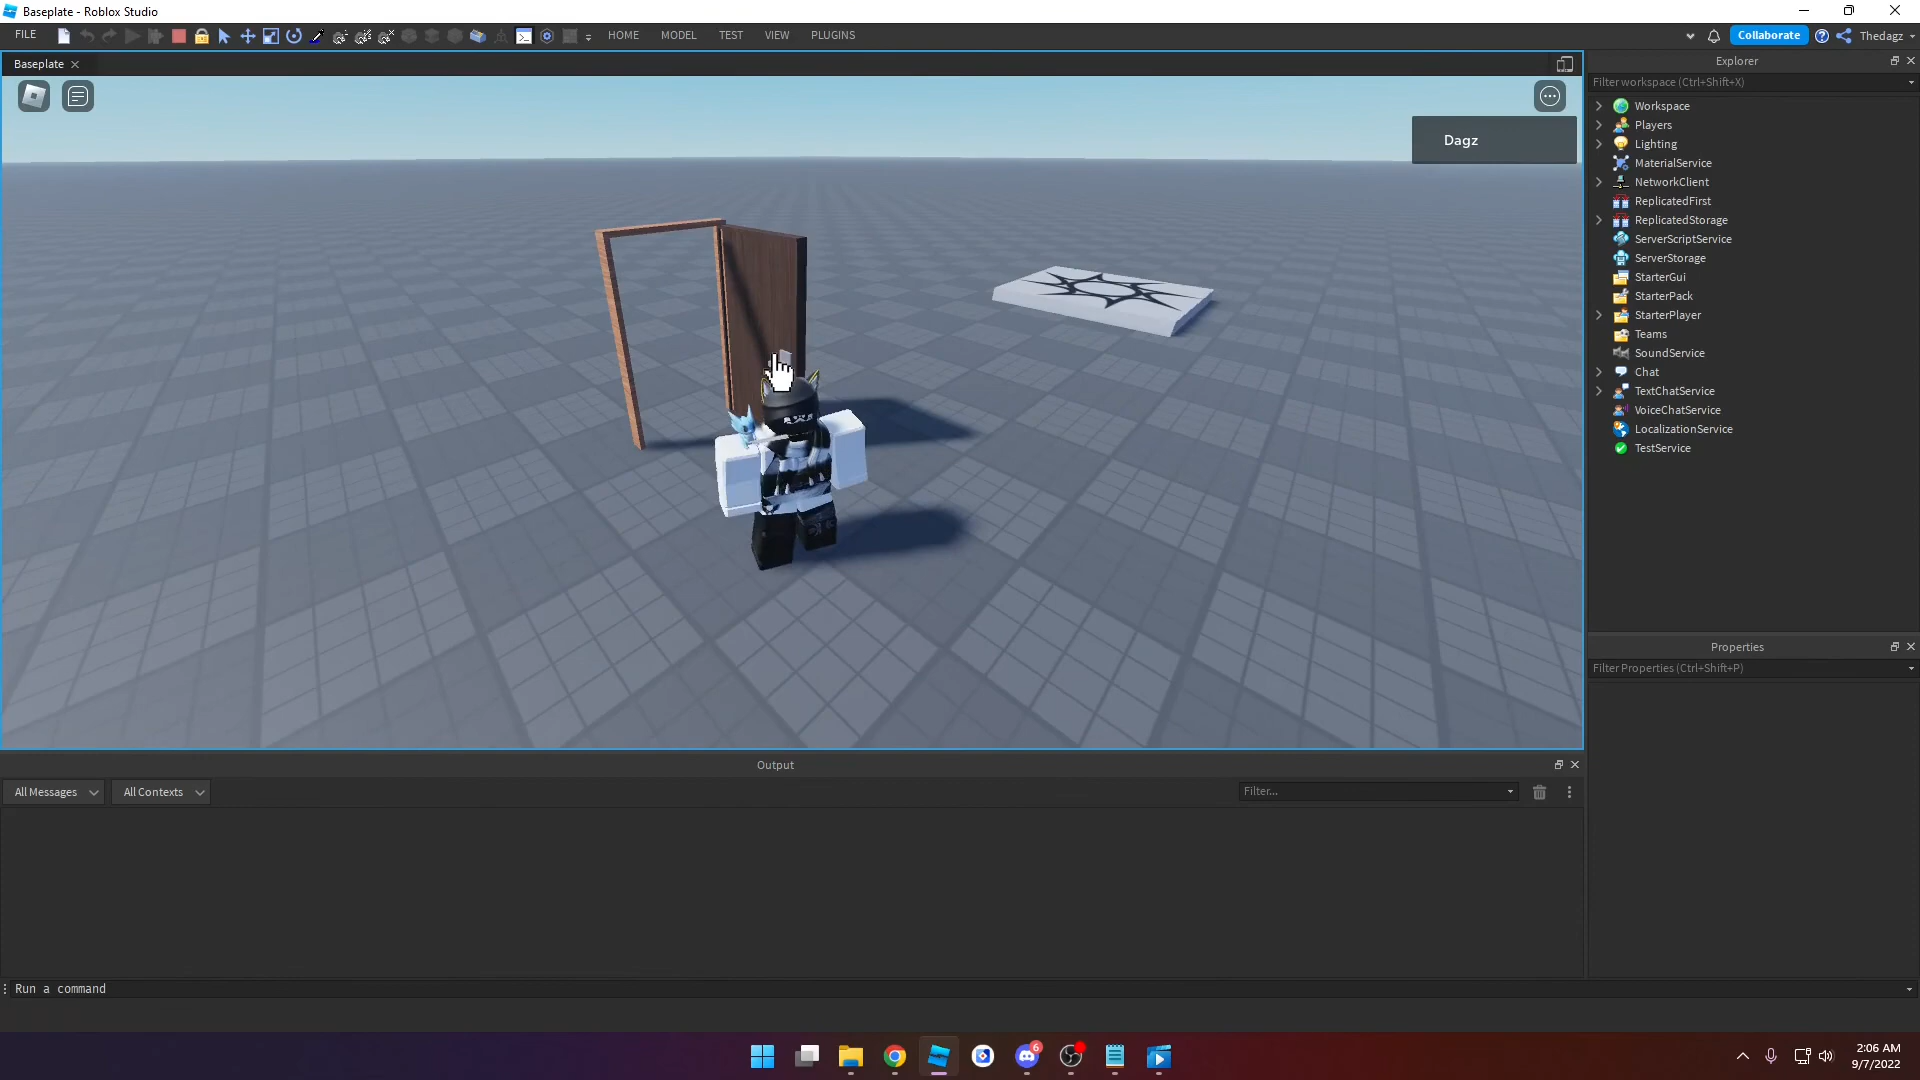 Baseplate - Roblox Studio
FILE
HOME
MODEL
TEST
VIEW
PLUGINS
Collaborate
Thedagz
Baseplate
Dagz
Explorer
Filter workspace (Ctrl+Shift+X)
Workspace
Players
Lighting
MaterialService
NetworkClient
ReplicatedFirst
ReplicatedStorage
ServerScriptService
ServerStorage
StarterGui
StarterPack
StarterPlayer
Teams
SoundService
Chat
TextChatService
VoiceChatService
LocalizationService
TestService
Properties
Filter Properties (Ctrl+Shift+P)
Output
All Messages
All Contexts
Filter...
Run a command
6
2:06 AM
9/7/2022